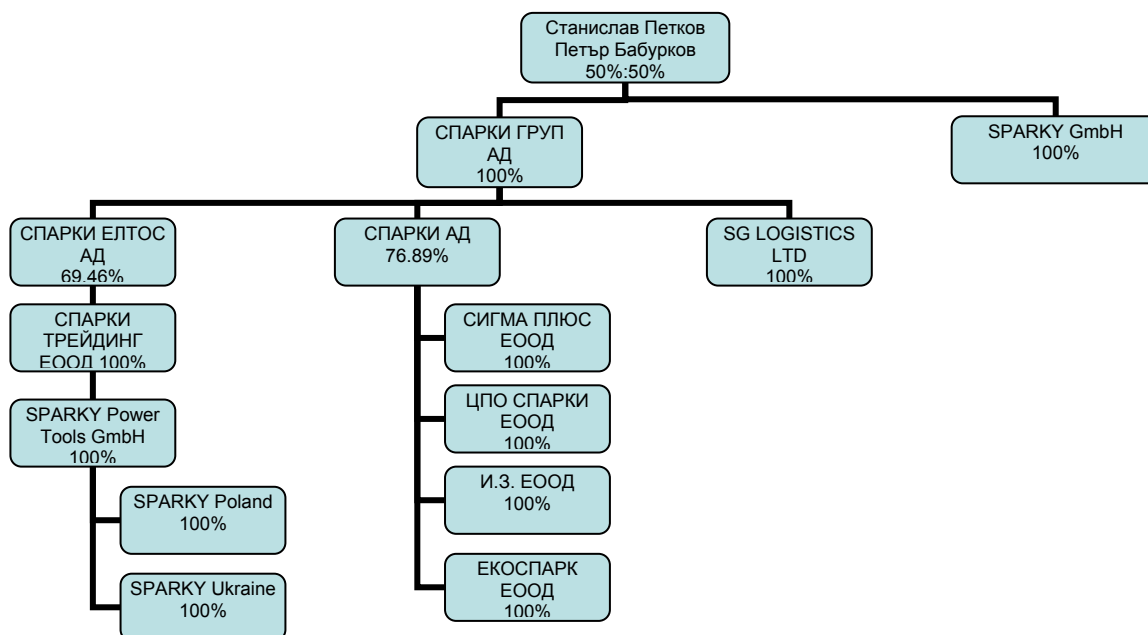 Станислав Петков
Петър Бабурков
50%:50%
СПАРКИ ГРУП
АД
100%
SPARKY GmbH
100%
СПАРКИ ЕЛТОС
АД
69.46%
СПАРКИ АД
76.89%
SG LOGISTICS
LTD
100%
СПАРКИ
ТРЕЙДИНГ
ЕООД 100%
СИГМА ПЛЮС
ЕООД
100%
SPARKY Power
Tools GmbH
100%
ЦПО СПАРКИ
ЕООД
100%
SPARKY Poland
100%
И.З. ЕООД
100%
SPARKY Ukraine
100%
ЕКОСПАРК
ЕООД
100%